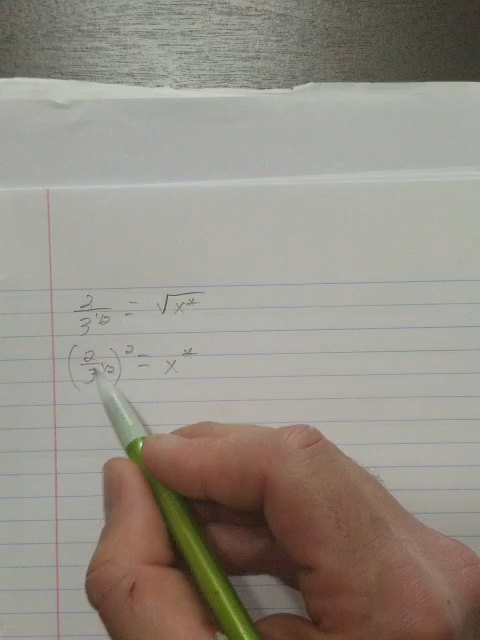 2/3^1/2 = √x*
(2/3^1/2)^2 = x*